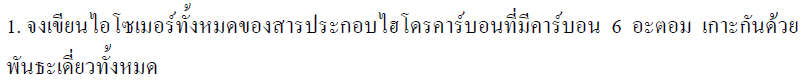 1. จงเขียนไอโซเมอร์ทั้งหมดของสารประกอบไฮโดรคาร์บอนที่มีคาร์บอน 6 อะตอม เกาะกันด้วย
พันธะเดี่ยวทั้งหมด